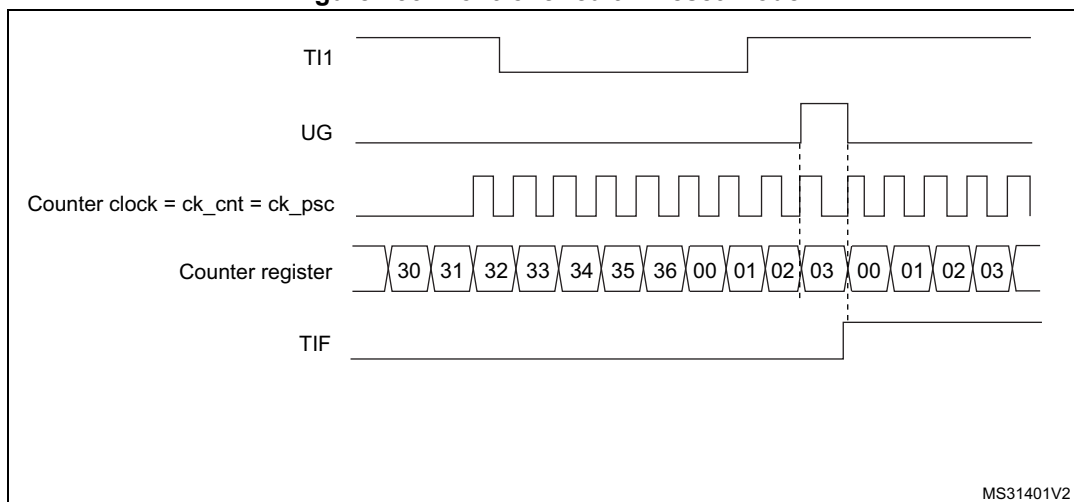 TI1
UG
Counter clock = ck_cnt = ck_psc
Counter register
30 31 32 33 34 35 36 00 01 02 03 00 01 02 03
TIF
MS31401V2